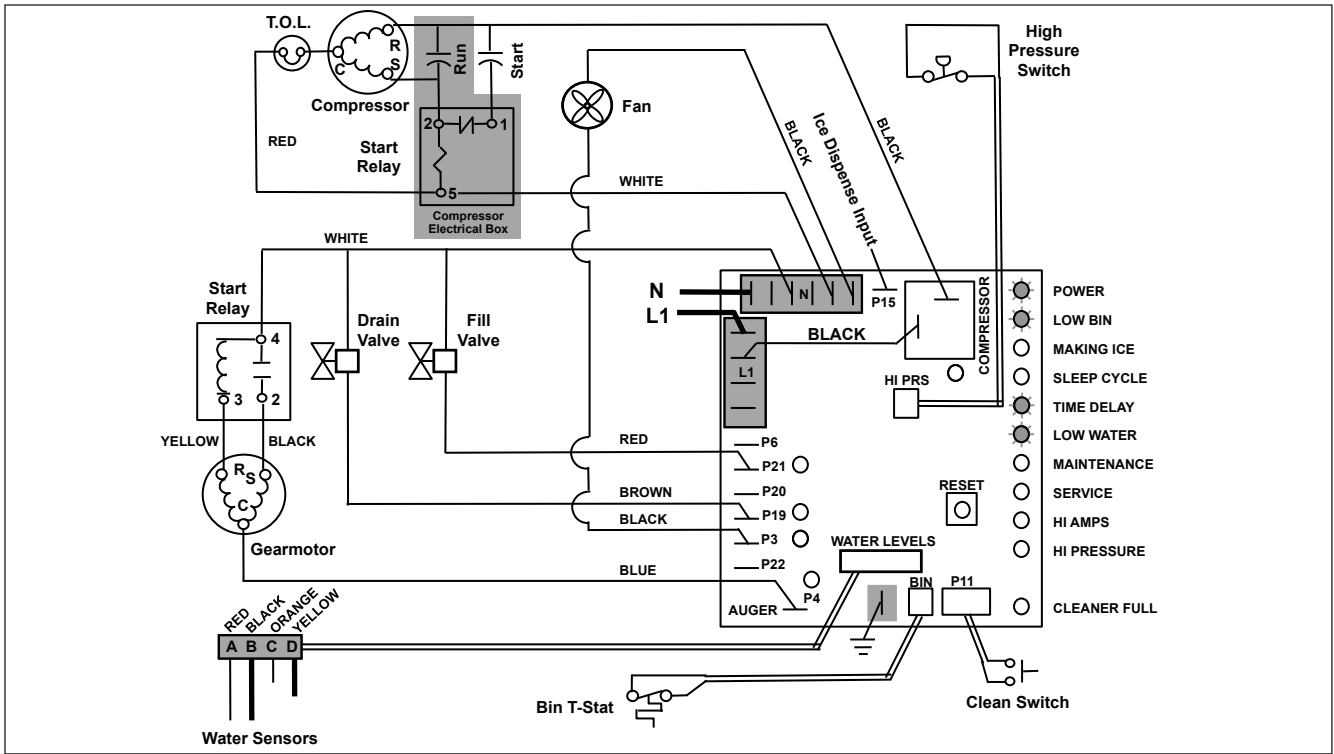 T.O.L.
R
S
C
Compressor
Run
Start
RED
Start
Relay
2
1
5
Compressor
Electrical Box
WHITE
Fan
BLACK
Ice Dispense Input
BLACK
High
Pressure
Switch
WHITE
Start
Relay
4
3
2
YELLOW
BLACK
R
S
C
Gearmotor
Drain
Valve
Fill
Valve
N
L1
N
P15
BLACK
L1
COMPRESSOR
HI PRS
RED
BROWN
BLACK
BLUE
P6
P21
P20
P19
P3
P22
P4
AUGER
RESET
WATER LEVELS
BIN
P11
POWER
LOW BIN
MAKING ICE
SLEEP CYCLE
TIME DELAY
LOW WATER
MAINTENANCE
SERVICE
HI AMPS
HI PRESSURE
CLEANER FULL
RED
BLACK
ORANGE
YELLOW
A B C D
Water Sensors
Bin T-Stat
Clean Switch